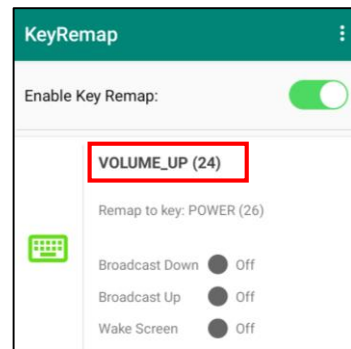 KeyRemap
Enable Key Remap:
VOLUME_UP (24)
Remap to key: POWER (26)
Broadcast Down Off
Broadcast Up Off
Wake Screen Off